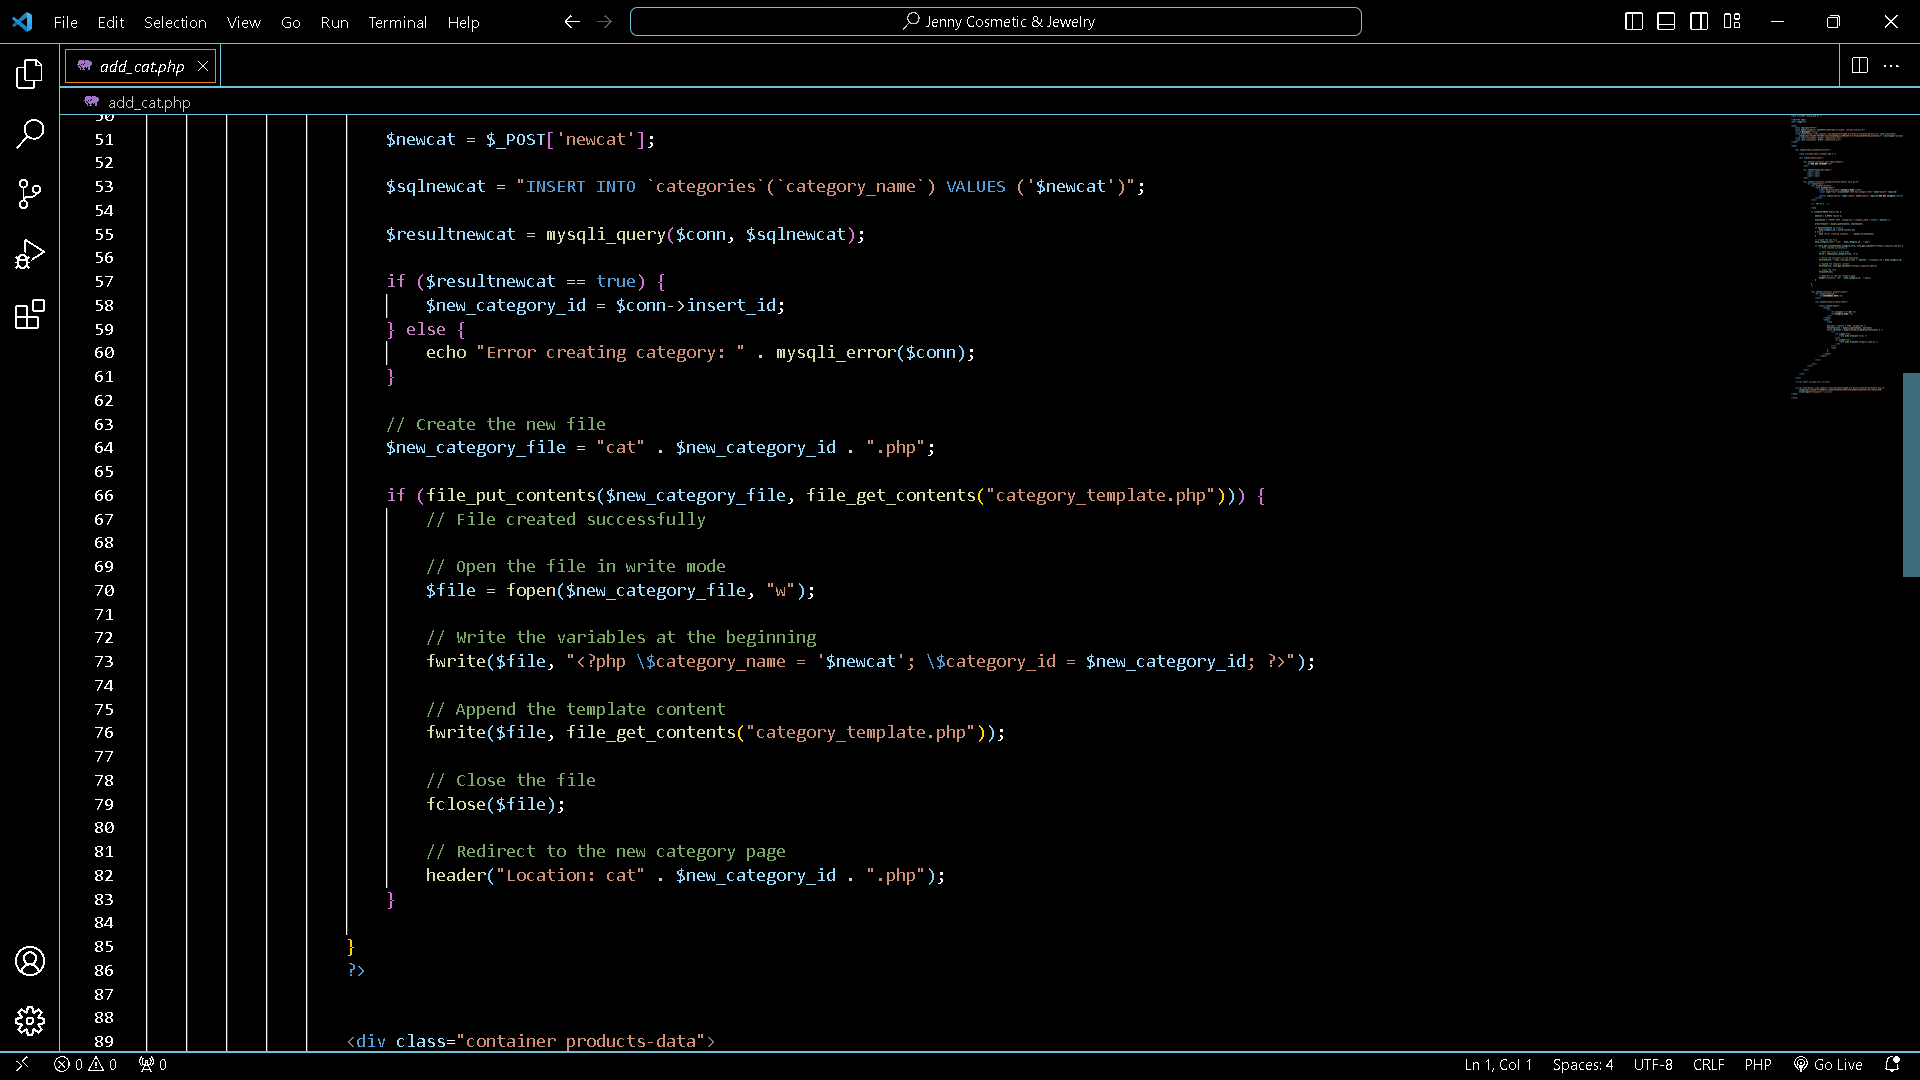 File Edit Selection View Go Run Terminal Help
Jenny Cosmetic & Jewelry
add_cat.php
add_cat.php
50
51 $newcat = $_POST['newcat'];
52
53 $sqlnewcat = "INSERT INTO `categories`(`category_name`) VALUES ('$newcat')";
54
55 $resultnewcat = mysqli_query($conn, $sqlnewcat);
56
57 if ($resultnewcat == true) {
58 $new_category_id = $conn->insert_id;
59 } else {
60 echo "Error creating category: " . mysqli_error($conn);
61 }
62
63 // Create the new file
64 $new_category_file = "cat" . $new_category_id . ".php";
65
66 if (file_put_contents($new_category_file, file_get_contents("category_template.php"))) {
67 // File created successfully
68
69 // Open the file in write mode
70 $file = fopen($new_category_file, "w");
71
72 // Write the variables at the beginning
73 fwrite($file, "<?php \$category_name = '$newcat'; \$category_id = $new_category_id; ?>");
74
75 // Append the template content
76 fwrite($file, file_get_contents("category_template.php"));
77
78 // Close the file
79 fclose($file);
80
81 // Redirect to the new category page
82 header("Location: cat" . $new_category_id . ".php");
83 }
84
85 }
86 ?>
87
88
89 <div class="container products-data">
0 0 0 Ln 1, Col 1 Spaces: 4 UTF-8 CRLF PHP Go Live